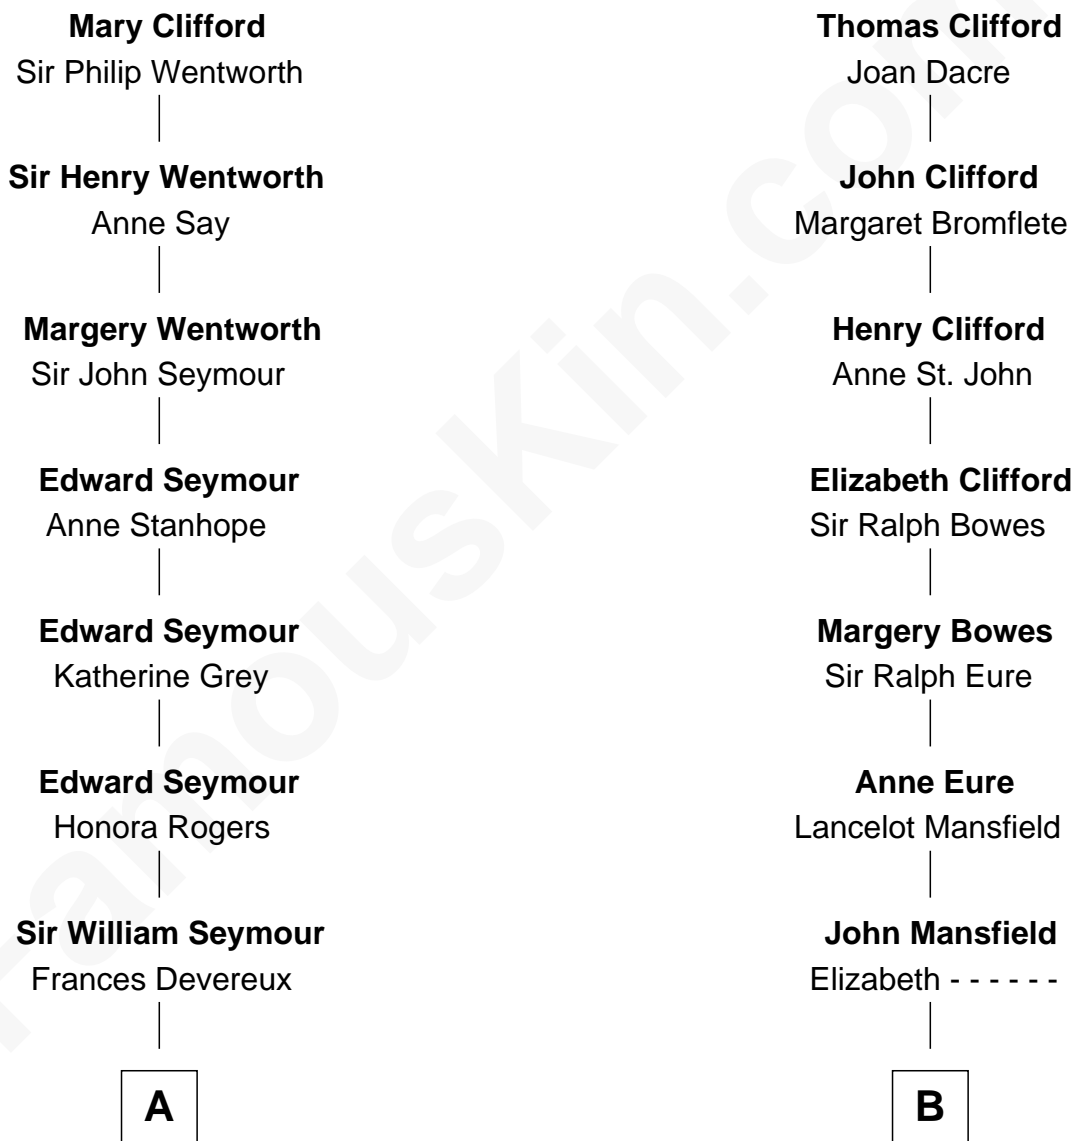 Mary Clifford
Sir Philip Wentworth
Sir Henry Wentworth
Anne Say
Margery Wentworth
Sir John Seymour
Edward Seymour
Anne Stanhope
Edward Seymour
Katherine Grey
Edward Seymour
Honora Rogers
Sir William Seymour
Frances Devereux
A
Thomas Clifford
Joan Dacre
John Clifford
Margaret Bromflete
Henry Clifford
Anne St. John
Elizabeth Clifford
Sir Ralph Bowes
Margery Bowes
Sir Ralph Eure
Anne Eure
Lancelot Mansfield
John Mansfield
Elizabeth - - - - - -
B
FamousKin.com